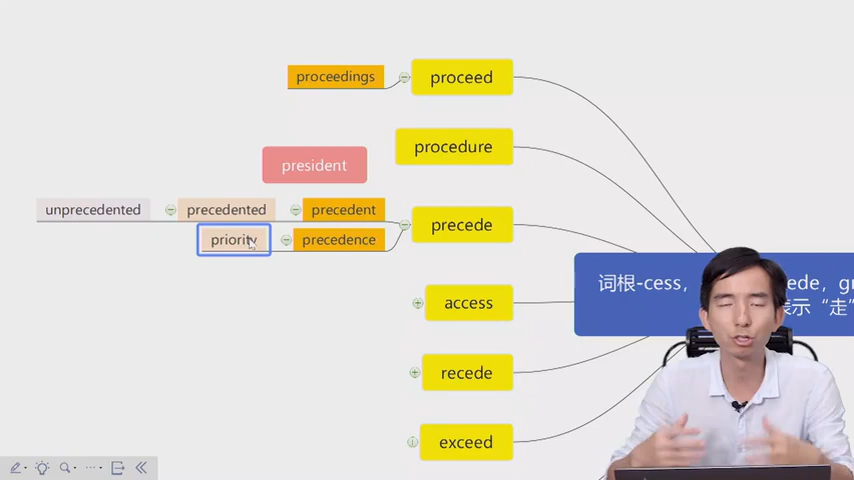 proceedings
proceed
procedure
president
unprecedented
precedented
precedent
precede
priority
precedence
词根-cess,
表示“走”
access
recede
exceed